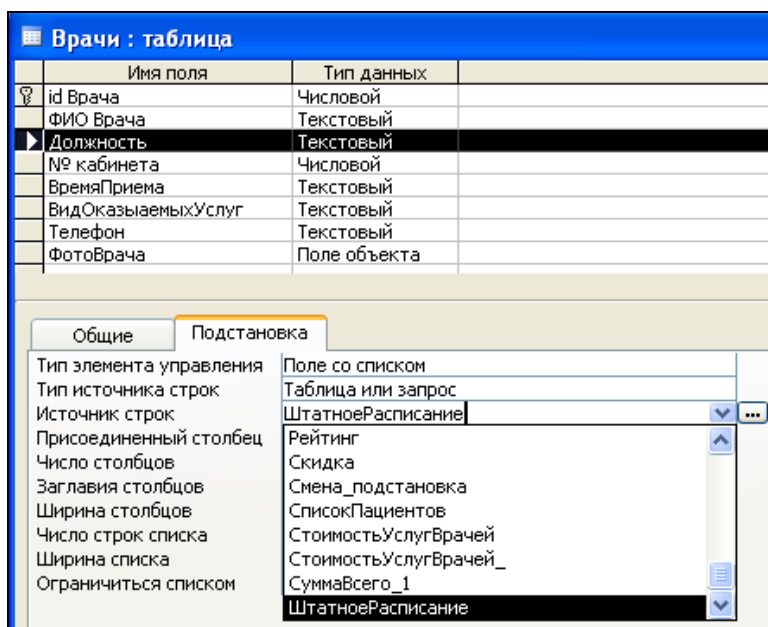 Врачи : таблица
Имя поля Тип данных
id Врача Числовой
ФИО Врача Текстовый
Должность Текстовый
№ кабинета Числовой
ВремяПриема Текстовый
ВидОказыаемыхУслуг Текстовый
Телефон Текстовый
ФотоВрача Поле объекта
Общие Подстановка
Тип элемента управления Поле со списком
Тип источника строк Таблица или запрос
Источник строк ШтатноеРасписание ...
Присоединенный столбец Рейтинг
Число столбцов Скидка
Заглавия столбцов Смена_подстановка
Ширина столбцов СписокПациентов
Число строк списка СтоимостьУслугВрачей
Ширина списка СтоимостьУслугВрачей_
Ограничиться списком СуммаВсего_1
ШтатноеРасписание